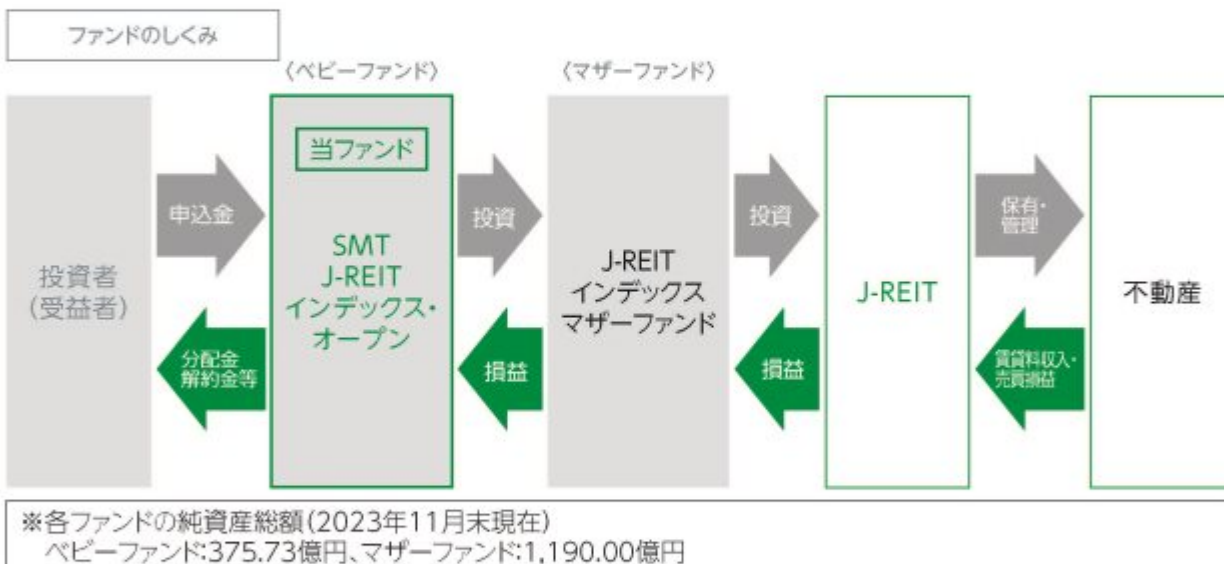 ファンドのしくみ
〈ベビーファンド〉
〈マザーファンド〉
投資者
(受益者)
申込金
分配金
解約金等
当ファンド
SMT
J-REIT
インデックス・
オープン
投資
損益
J-REIT
インデックス
マザーファンド
投資
損益
J-REIT
保有・
管理
賃貸料収入・
売買損益
不動産
※各ファンドの純資産総額(2023年11月末現在)
ベビーファンド:375.73億円、マザーファンド:1,190.00億円